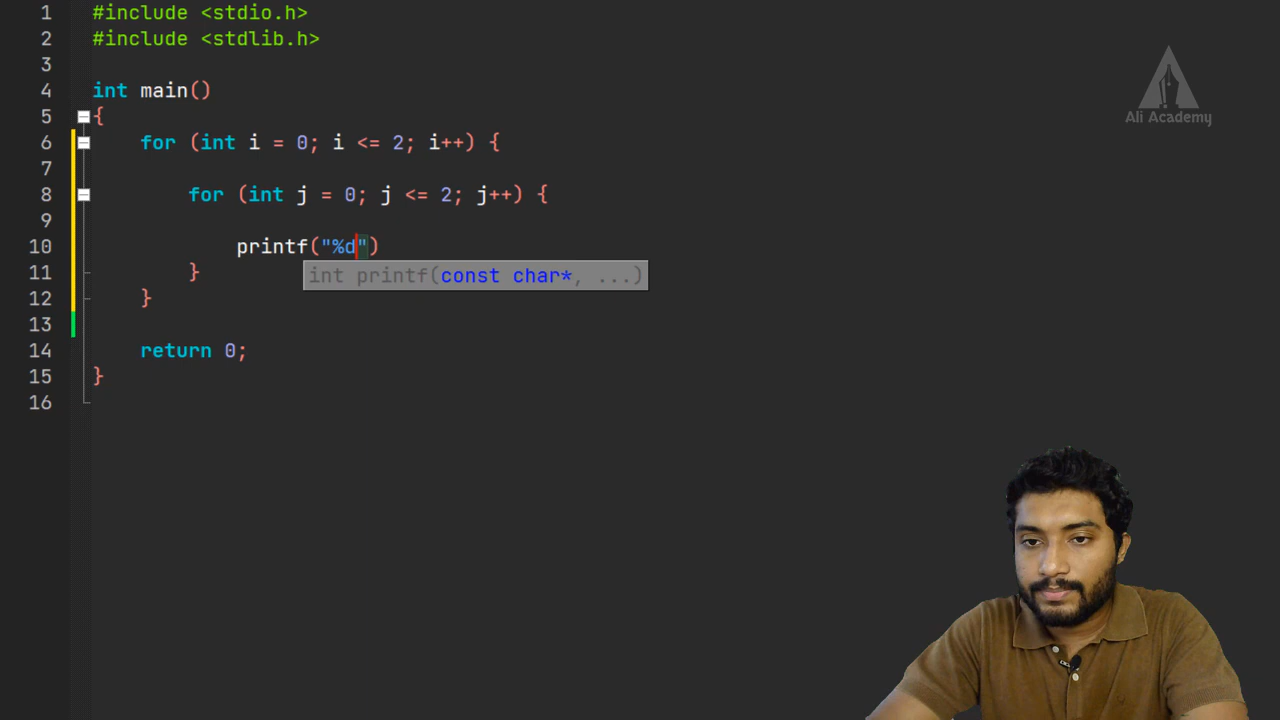 1 #include <stdio.h>
2 #include <stdlib.h>
3
4 int main()
5 {
6 for (int i = 0; i <= 2; i++) {
7
8 for (int j = 0; j <= 2; j++) {
9
10 printf("%d")
int printf(const char*, ...)
11 }
12 }
13
14 return 0;
15 }
16
Ali Academy